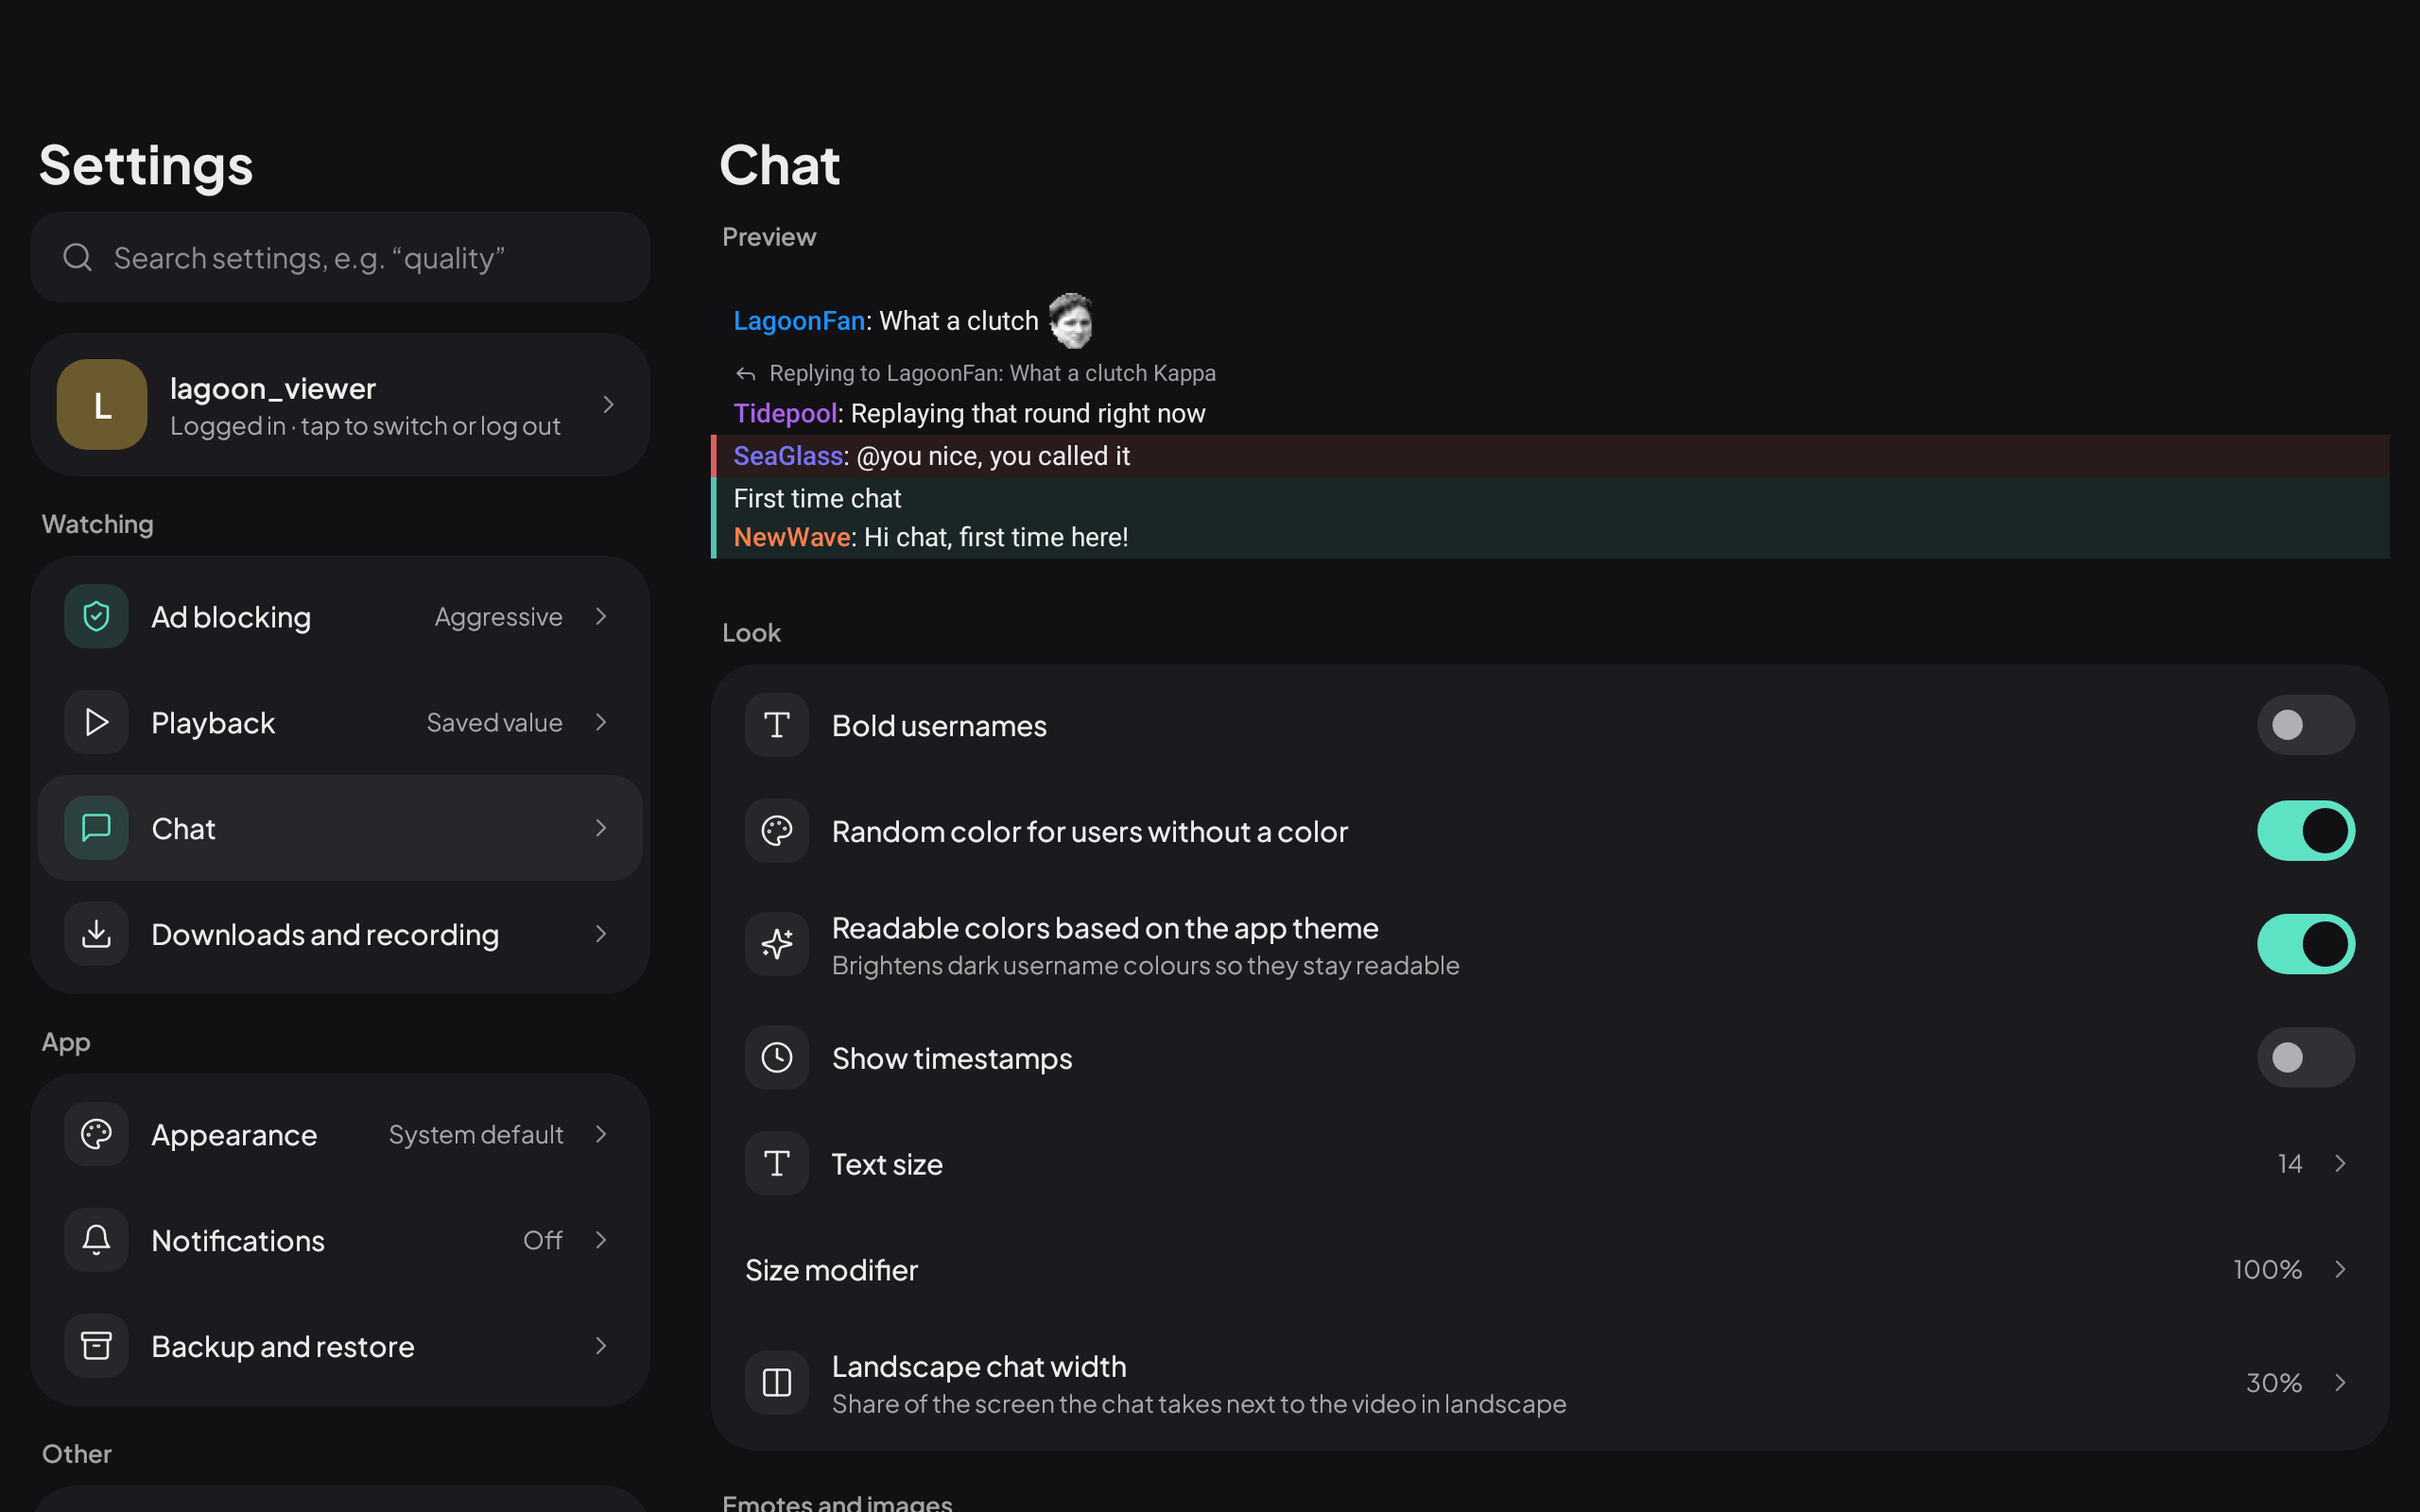 Settings
Search settings, e.g. “quality”
L
lagoon_viewer
Logged in · tap to switch or log out
Watching
Ad blocking
Aggressive
Playback
Saved value
Chat
Downloads and recording
App
Appearance
System default
Notifications
Off
Backup and restore
Other
Chat
Preview
LagoonFan: What a clutch
Replying to LagoonFan: What a clutch Kappa
Tidepool: Replaying that round right now
SeaGlass: @you nice, you called it
First time chat
NewWave: Hi chat, first time here!
Look
Bold usernames
Random color for users without a color
Readable colors based on the app theme
Brightens dark username colours so they stay readable
Show timestamps
Text size
14
Size modifier
100%
Landscape chat width
Share of the screen the chat takes next to the video in landscape
30%
Emotes and images